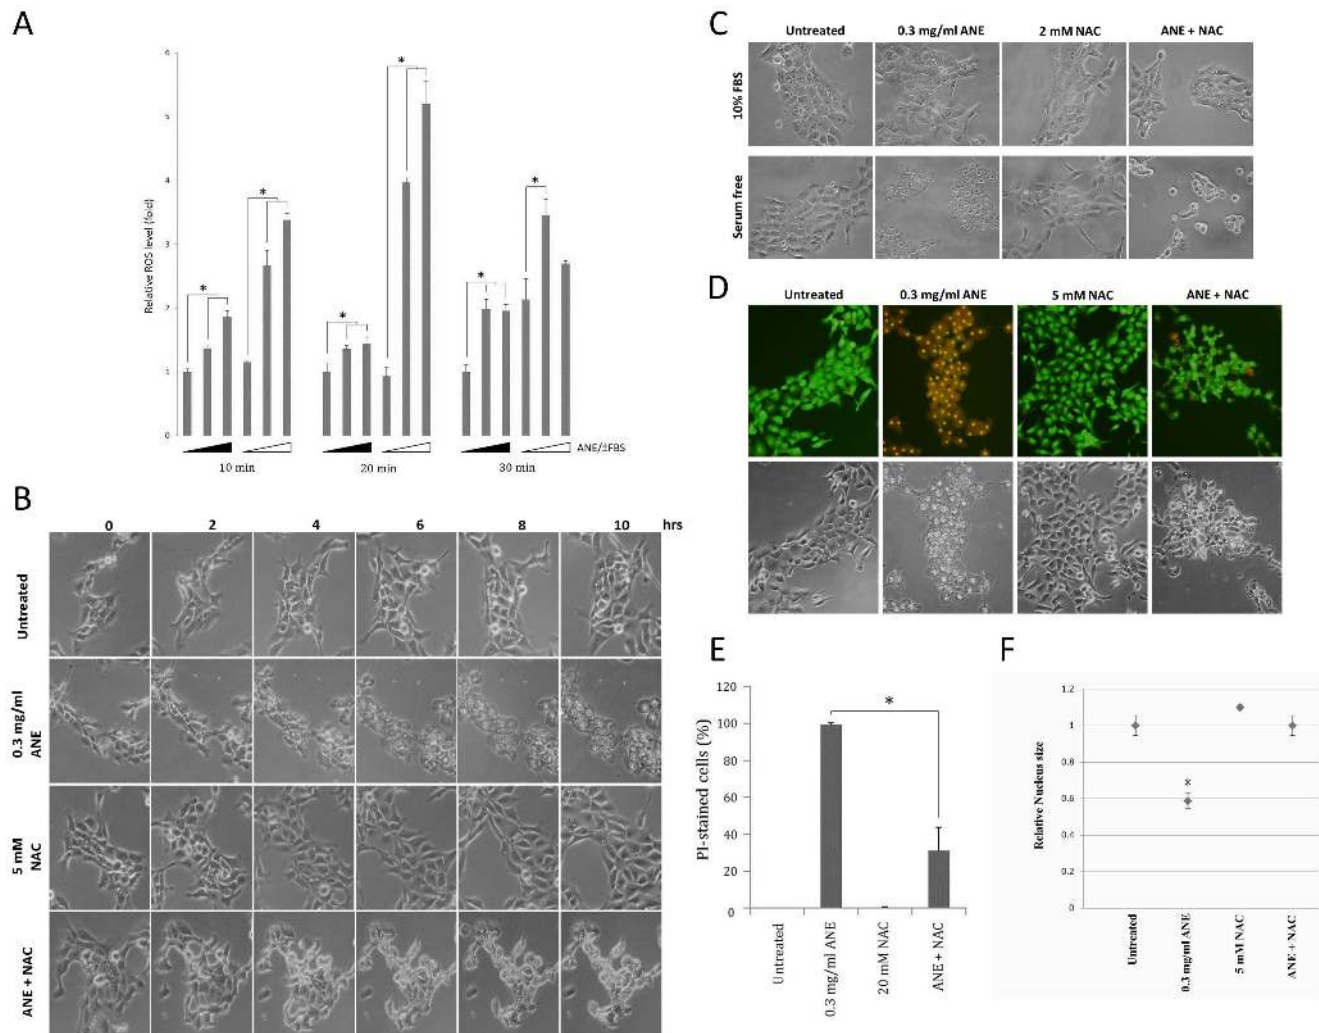 A
6
5
4
3
2
1
0
Relative ROS level (fold)
*
*
*
*
*
*
10 min
20 min
30 min
ANE/±FBS
B
0 2 4 6 8 10 hrs
Untreated
0.3 mg/ml ANE
5 mM NAC
ANE + NAC
C
Untreated 0.3 mg/ml ANE 2 mM NAC ANE + NAC
10% FBS
Serum free
D
Untreated 0.3 mg/ml ANE 5 mM NAC ANE + NAC
E
120
100
80
60
40
20
0
PI-stained cells (%)
*
Untreated
0.3 mg/ml ANE
20 mM NAC
ANE + NAC
F
1.2
1
0.8
0.6
0.4
0.2
0
Relative Nucleus size
*
Untreated
0.3 mg/ml ANE
5 mM NAC
ANE + NAC